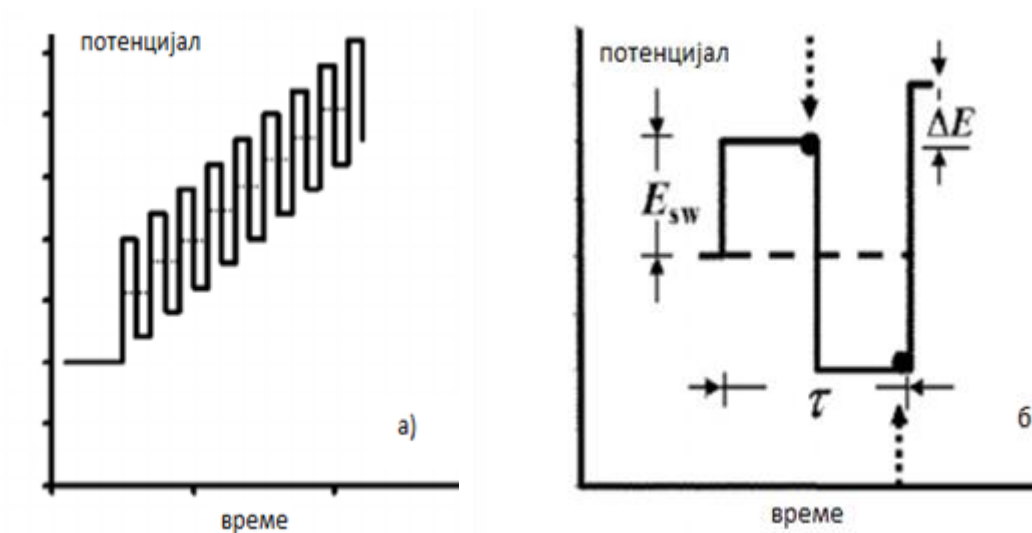 потенцијал
а)
време
потенцијал
E_sw
ΔE
τ
б
време